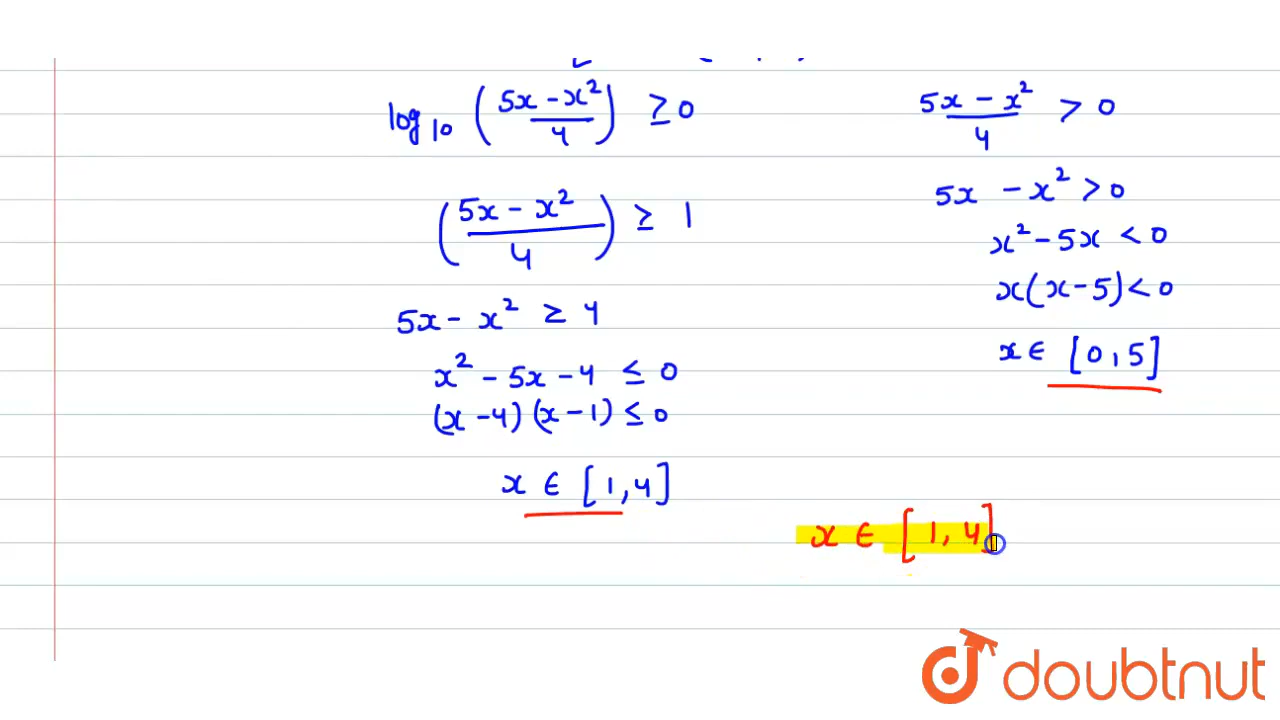 log₁₀ ((5x − x²)/4) ≥ 0
((5x − x²)/4) ≥ 1
5x − x² ≥ 4
x² − 5x − 4 ≤ 0
(x − 4)(x − 1) ≤ 0
x ∈ [1, 4]
(5x − x²)/4 > 0
5x − x² > 0
x² − 5x < 0
x(x − 5) < 0
x ∈ [0, 5]
x ∈ [1, 4]
doubtnut